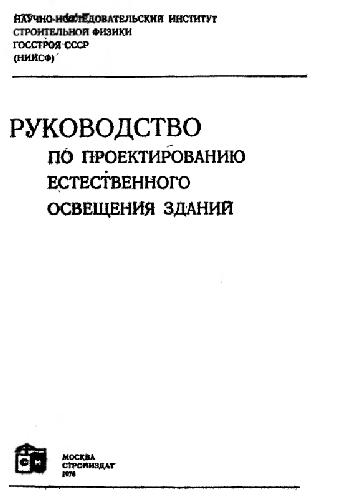 НАУЧНО-ИССЛЕДОВАТЕЛЬСКИЙ ИНСТИТУТ
СТРОИТЕЛЬНОЙ ФИЗИКИ
ГОССТРОЯ СССР
(НИИСФ)
РУКОВОДСТВО
ПО ПРОЕКТИРОВАНИЮ
ЕСТЕСТВЕННОГО
ОСВЕЩЕНИЯ ЗДАНИЙ
МОСКВА
СТРОЙИЗДАТ
1976